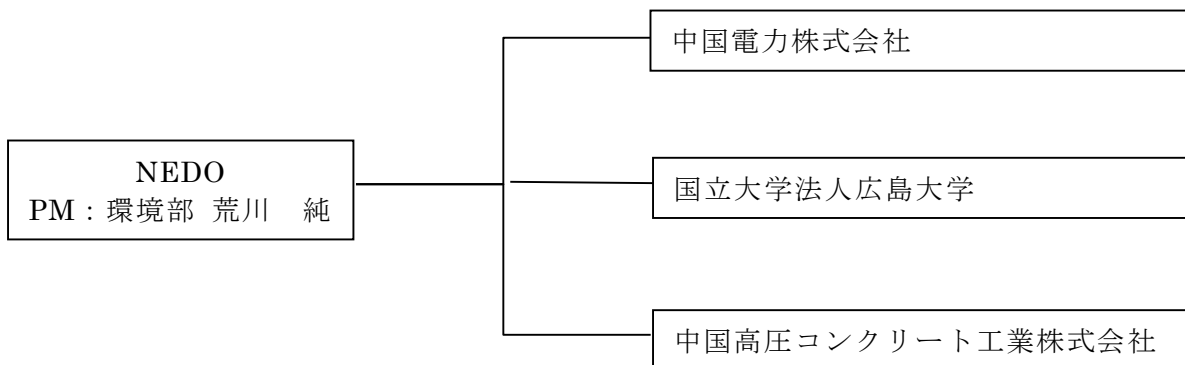 中国電力株式会社
NEDO
PM：環境部 荒川　純
国立大学法人広島大学
中国高圧コンクリート工業株式会社